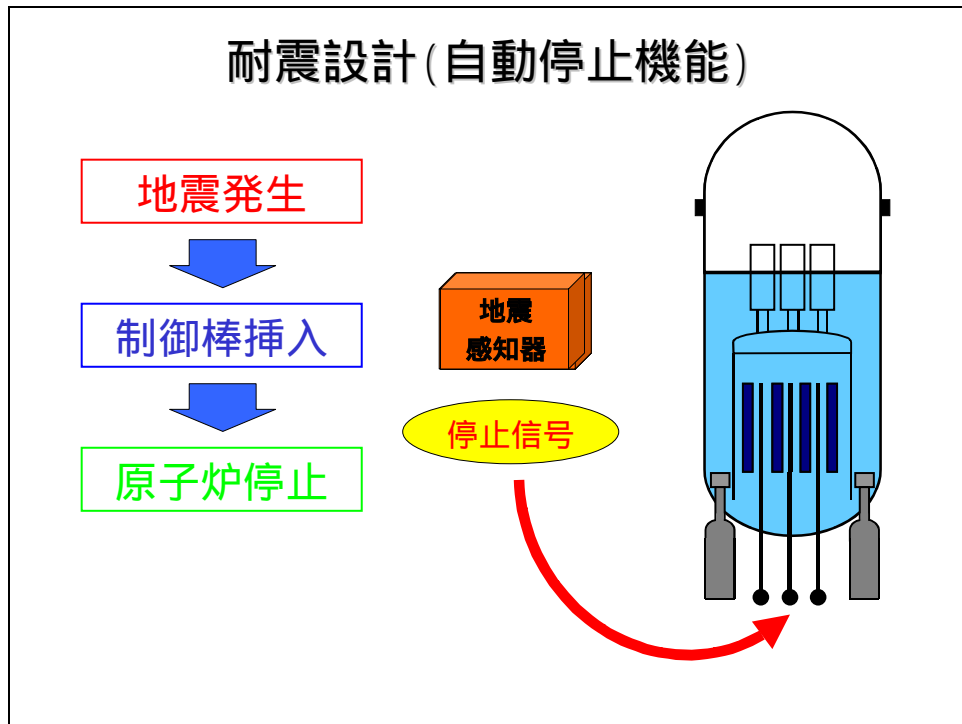 耐震設計(自動停止機能)
地震発生
制御棒挿入
原子炉停止
地震
感知器
停止信号